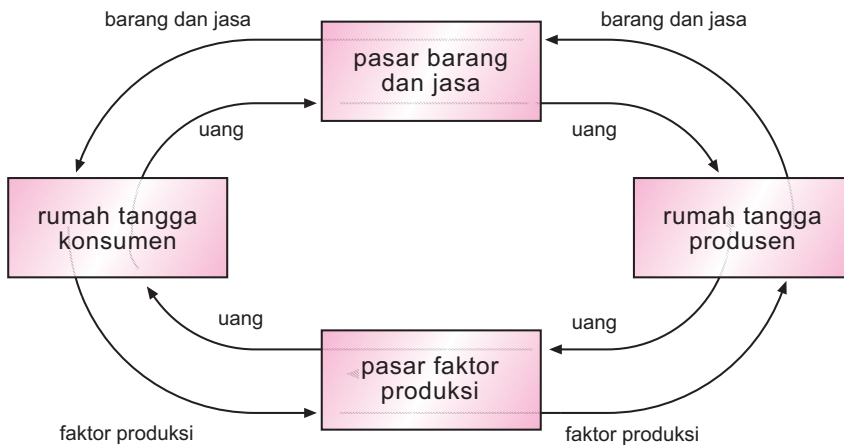 barang dan jasa
barang dan jasa
pasar barang
dan jasa
uang
uang
rumah tangga
konsumen
rumah tangga
produsen
uang
uang
pasar faktor
produksi
faktor produksi
faktor produksi